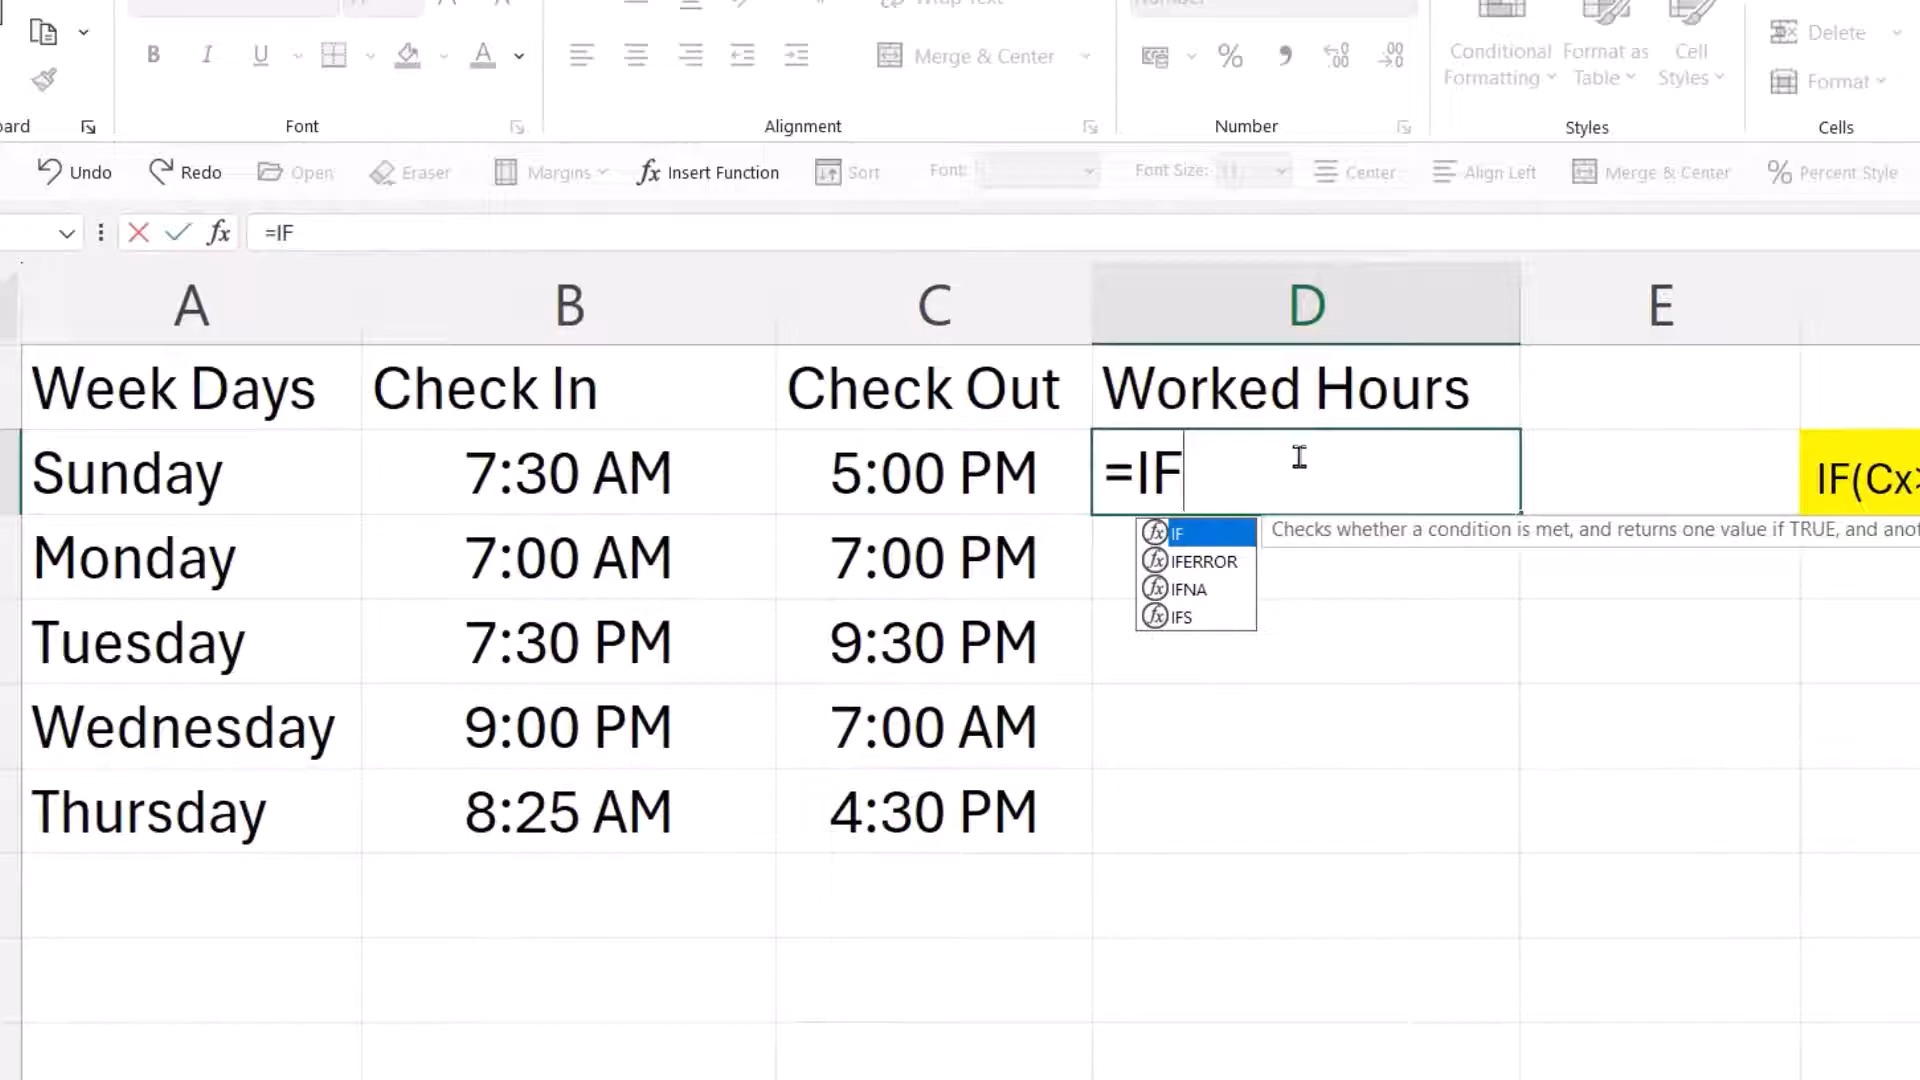 Delete
Merge & Center
Conditional Formatting
Format as Table
Cell Styles
Format
Font
Alignment
Number
Styles
Cells
Undo Redo Open Eraser Margins Insert Function Sort Font: Font Size: Center Align Left Merge & Center Percent Style
=IF
A B C D E
Week Days Check In Check Out Worked Hours
Sunday 7:30 AM 5:00 PM =IF
IF
Checks whether a condition is met, and returns one value if TRUE, and
IFERROR
IFNA
IFS
Monday 7:00 AM 7:00 PM
Tuesday 7:30 PM 9:30 PM
Wednesday 9:00 PM 7:00 AM
Thursday 8:25 AM 4:30 PM